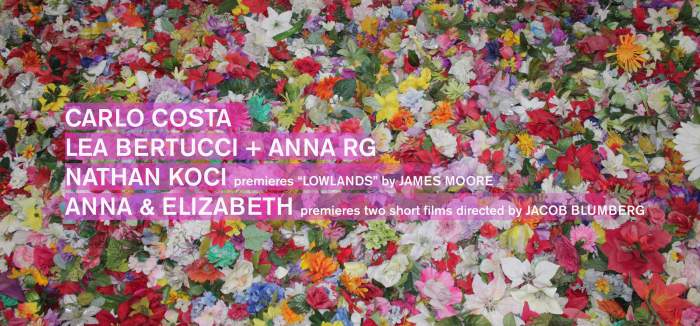 CARLO COSTA
LEA BERTUCCI + ANNA RG
NATHAN KOCI premieres "LOWLANDS" by JAMES MOORE
ANNA & ELIZABETH premieres two short films directed by JACOB BLUMBERG